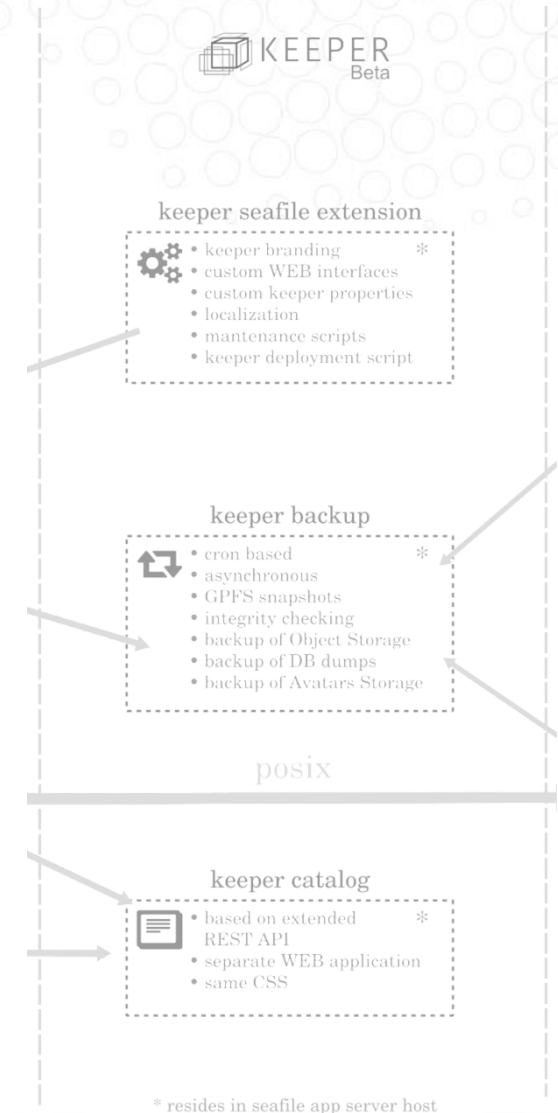 KEEPER
Beta
keeper seafile extension
• keeper branding *
• custom WEB interfaces
• custom keeper properties
• localization
• mantenance scripts
• keeper deployment script
keeper backup
• cron based *
• asynchronous
• GPFS snapshots
• integrity checking
• backup of Object Storage
• backup of DB dumps
• backup of Avatars Storage
posix
keeper catalog
• based on extended *
REST API
• separate WEB application
• same CSS
* resides in seafile app server host